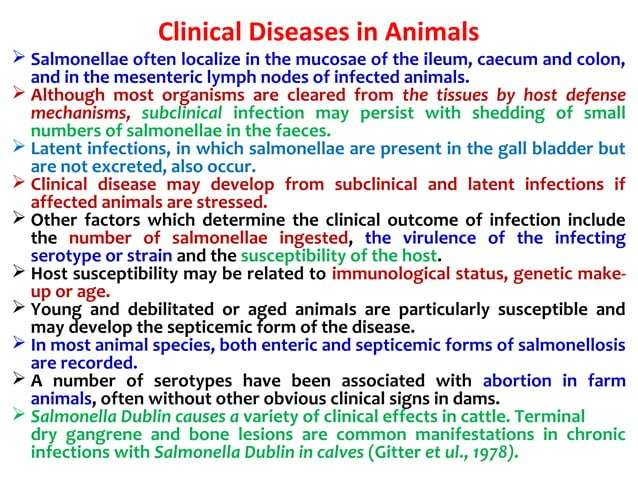 Clinical Diseases in Animals
➢ Salmonellae often localize in the mucosae of the ileum, caecum and colon,
and in the mesenteric lymph nodes of infected animals.
➢ Although most organisms are cleared from the tissues by host defense
mechanisms, subclinical infection may persist with shedding of small
numbers of salmonellae in the faeces.
➢ Latent infections, in which salmonellae are present in the gall bladder but
are not excreted, also occur.
➢ Clinical disease may develop from subclinical and latent infections if
affected animals are stressed.
➢ Other factors which determine the clinical outcome of infection include
the number of salmonellae ingested, the virulence of the infecting
serotype or strain and the susceptibility of the host.
➢ Host susceptibility may be related to immunological status, genetic make-
up or age.
➢ Young and debilitated or aged animals are particularly susceptible and
may develop the septicemic form of the disease.
➢ In most animal species, both enteric and septicemic forms of salmonellosis
are recorded.
➢ A number of serotypes have been associated with abortion in farm
animals, often without other obvious clinical signs in dams.
➢ Salmonella Dublin causes a variety of clinical effects in cattle. Terminal
dry gangrene and bone lesions are common manifestations in chronic
infections with Salmonella Dublin in calves (Gitter et ul., 1978).